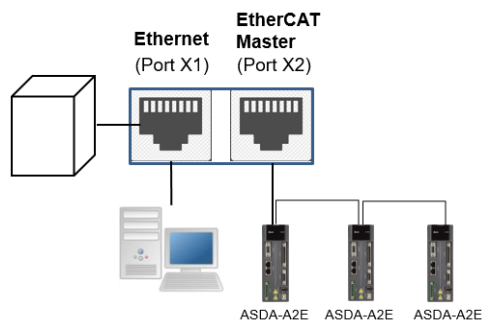 Ethernet
(Port X1)
EtherCAT
Master
(Port X2)
ASDA-A2E
ASDA-A2E
ASDA-A2E